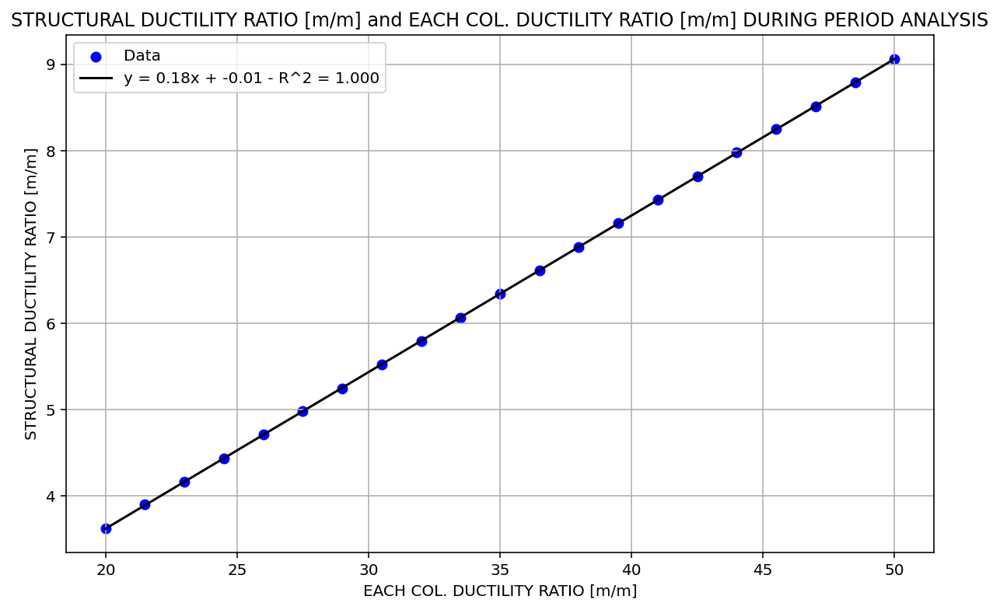 STRUCTURAL DUCTILITY RATIO [m/m] and EACH COL. DUCTILITY RATIO [m/m] DURING PERIOD ANALYSIS
Data
y = 0.18x + -0.01 - R^2 = 1.000
STRUCTURAL DUCTILITY RATIO [m/m]
9
8
7
6
5
4
20 25 30 35 40 45 50
EACH COL. DUCTILITY RATIO [m/m]